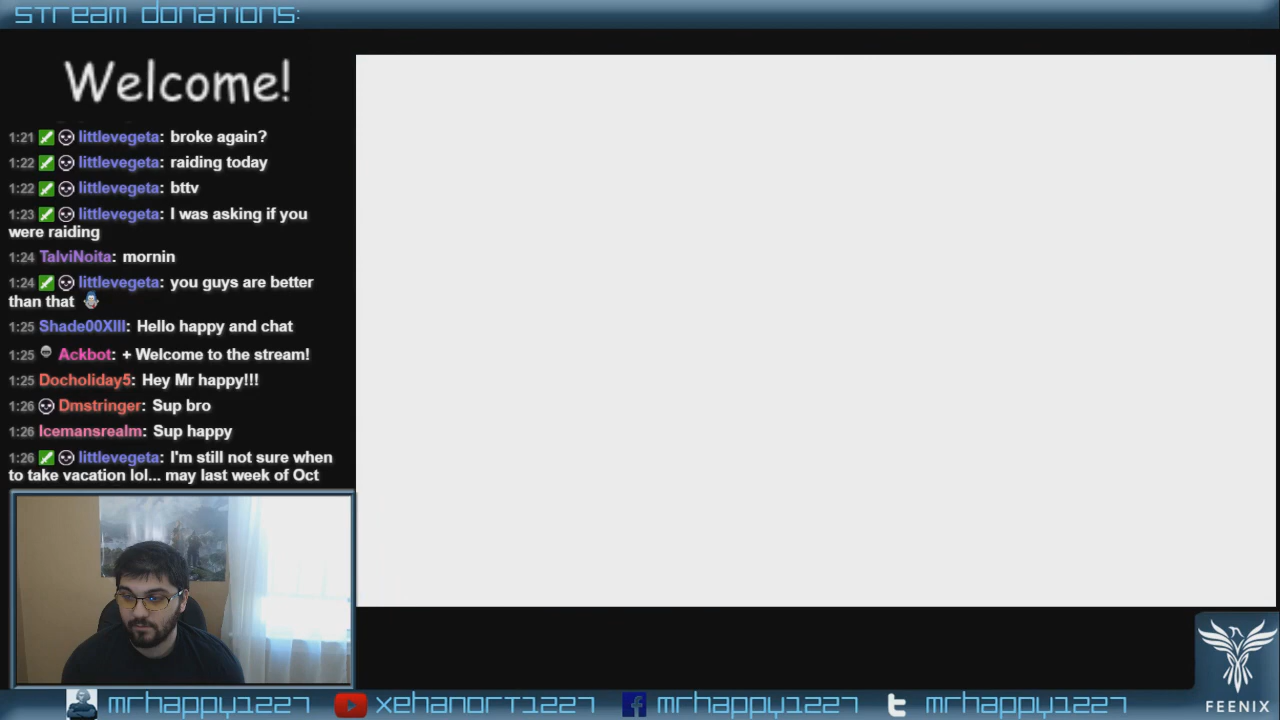 STREAM DONATIONS:
Welcome!
1:21 littlevegeta: broke again?
1:22 littlevegeta: raiding today
1:22 littlevegeta: bttv
1:23 littlevegeta: I was asking if you
were raiding
1:24 TalviNoita: mornin
1:24 littlevegeta: you guys are better
than that
1:25 Shade00XIII: Hello happy and chat
1:25 Ackbot: + Welcome to the stream!
1:25 Docholiday5: Hey Mr happy!!!
1:26 Dmstringer: Sup bro
1:26 Icemansrealm: Sup happy
1:26 littlevegeta: I'm still not sure when
to take vacation lol... may last week of Oct
mrhappy1227 xehanort1227 mrhappy1227 mrhappy1227
FEENIX